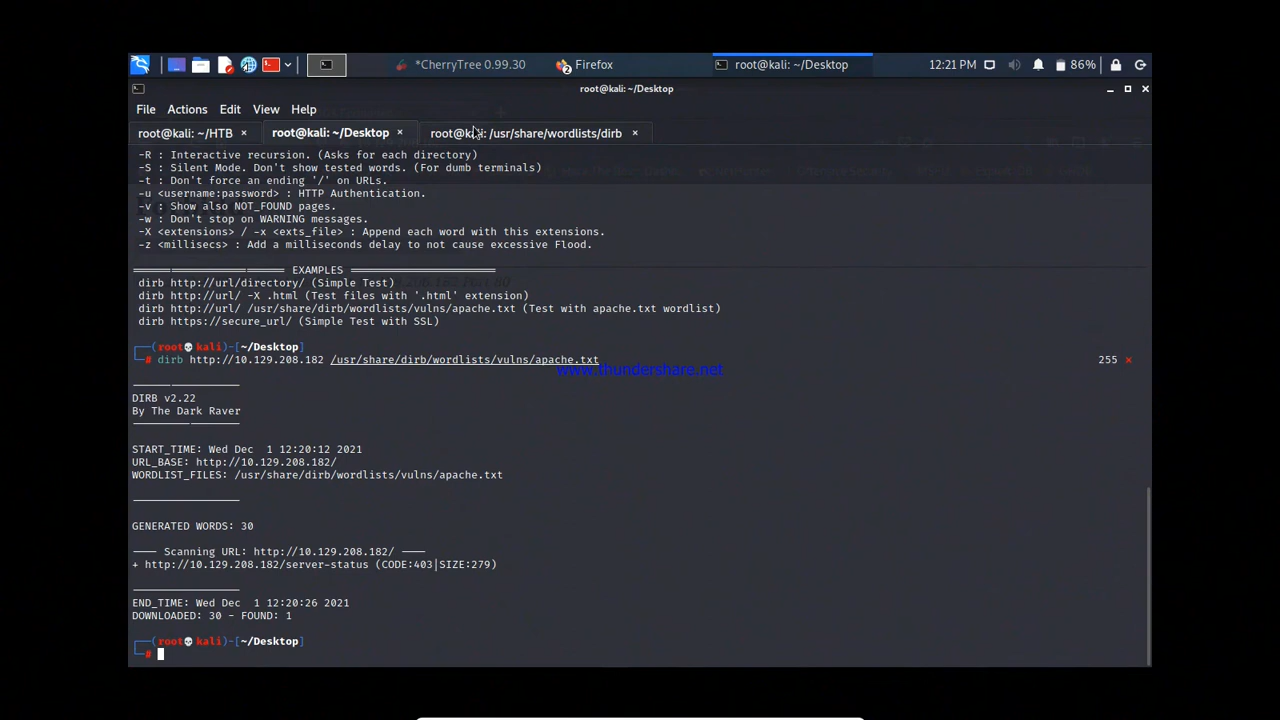 *CherryTree 0.99.30
2 Firefox
root@kali: ~/Desktop
12:21 PM
86%
root@kali: ~/Desktop
File Actions Edit View Help
root@kali: ~/HTB
root@kali: ~/Desktop
root@kali: /usr/share/wordlists/dirb
-R : Interactive recursion. (Asks for each directory)
-S : Silent Mode. Don't show tested words. (For dumb terminals)
-t : Don't force an ending '/' on URLs.
-u <username:password> : HTTP Authentication.
-v : Show also NOT_FOUND pages.
-w : Don't stop on WARNING messages.
-X <extensions> / -x <exts_file> : Append each word with this extensions.
-z <millisecs> : Add a milliseconds delay to not cause excessive Flood.
EXAMPLES
dirb http://url/directory/ (Simple Test)
dirb http://url/ -X .html (Test files with '.html' extension)
dirb http://url/ /usr/share/dirb/wordlists/vulns/apache.txt (Test with apache.txt wordlist)
dirb https://secure_url/ (Simple Test with SSL)
(root💀kali)-[~/Desktop]
# dirb http://10.129.208.182 /usr/share/dirb/wordlists/vulns/apache.txt 255 ×
www.thundershare.net
DIRB v2.22
By The Dark Raver
START_TIME: Wed Dec  1 12:20:12 2021
URL_BASE: http://10.129.208.182/
WORDLIST_FILES: /usr/share/dirb/wordlists/vulns/apache.txt
GENERATED WORDS: 30
---- Scanning URL: http://10.129.208.182/ ----
+ http://10.129.208.182/server-status (CODE:403|SIZE:279)
END_TIME: Wed Dec  1 12:20:26 2021
DOWNLOADED: 30 - FOUND: 1
(root💀kali)-[~/Desktop]
#